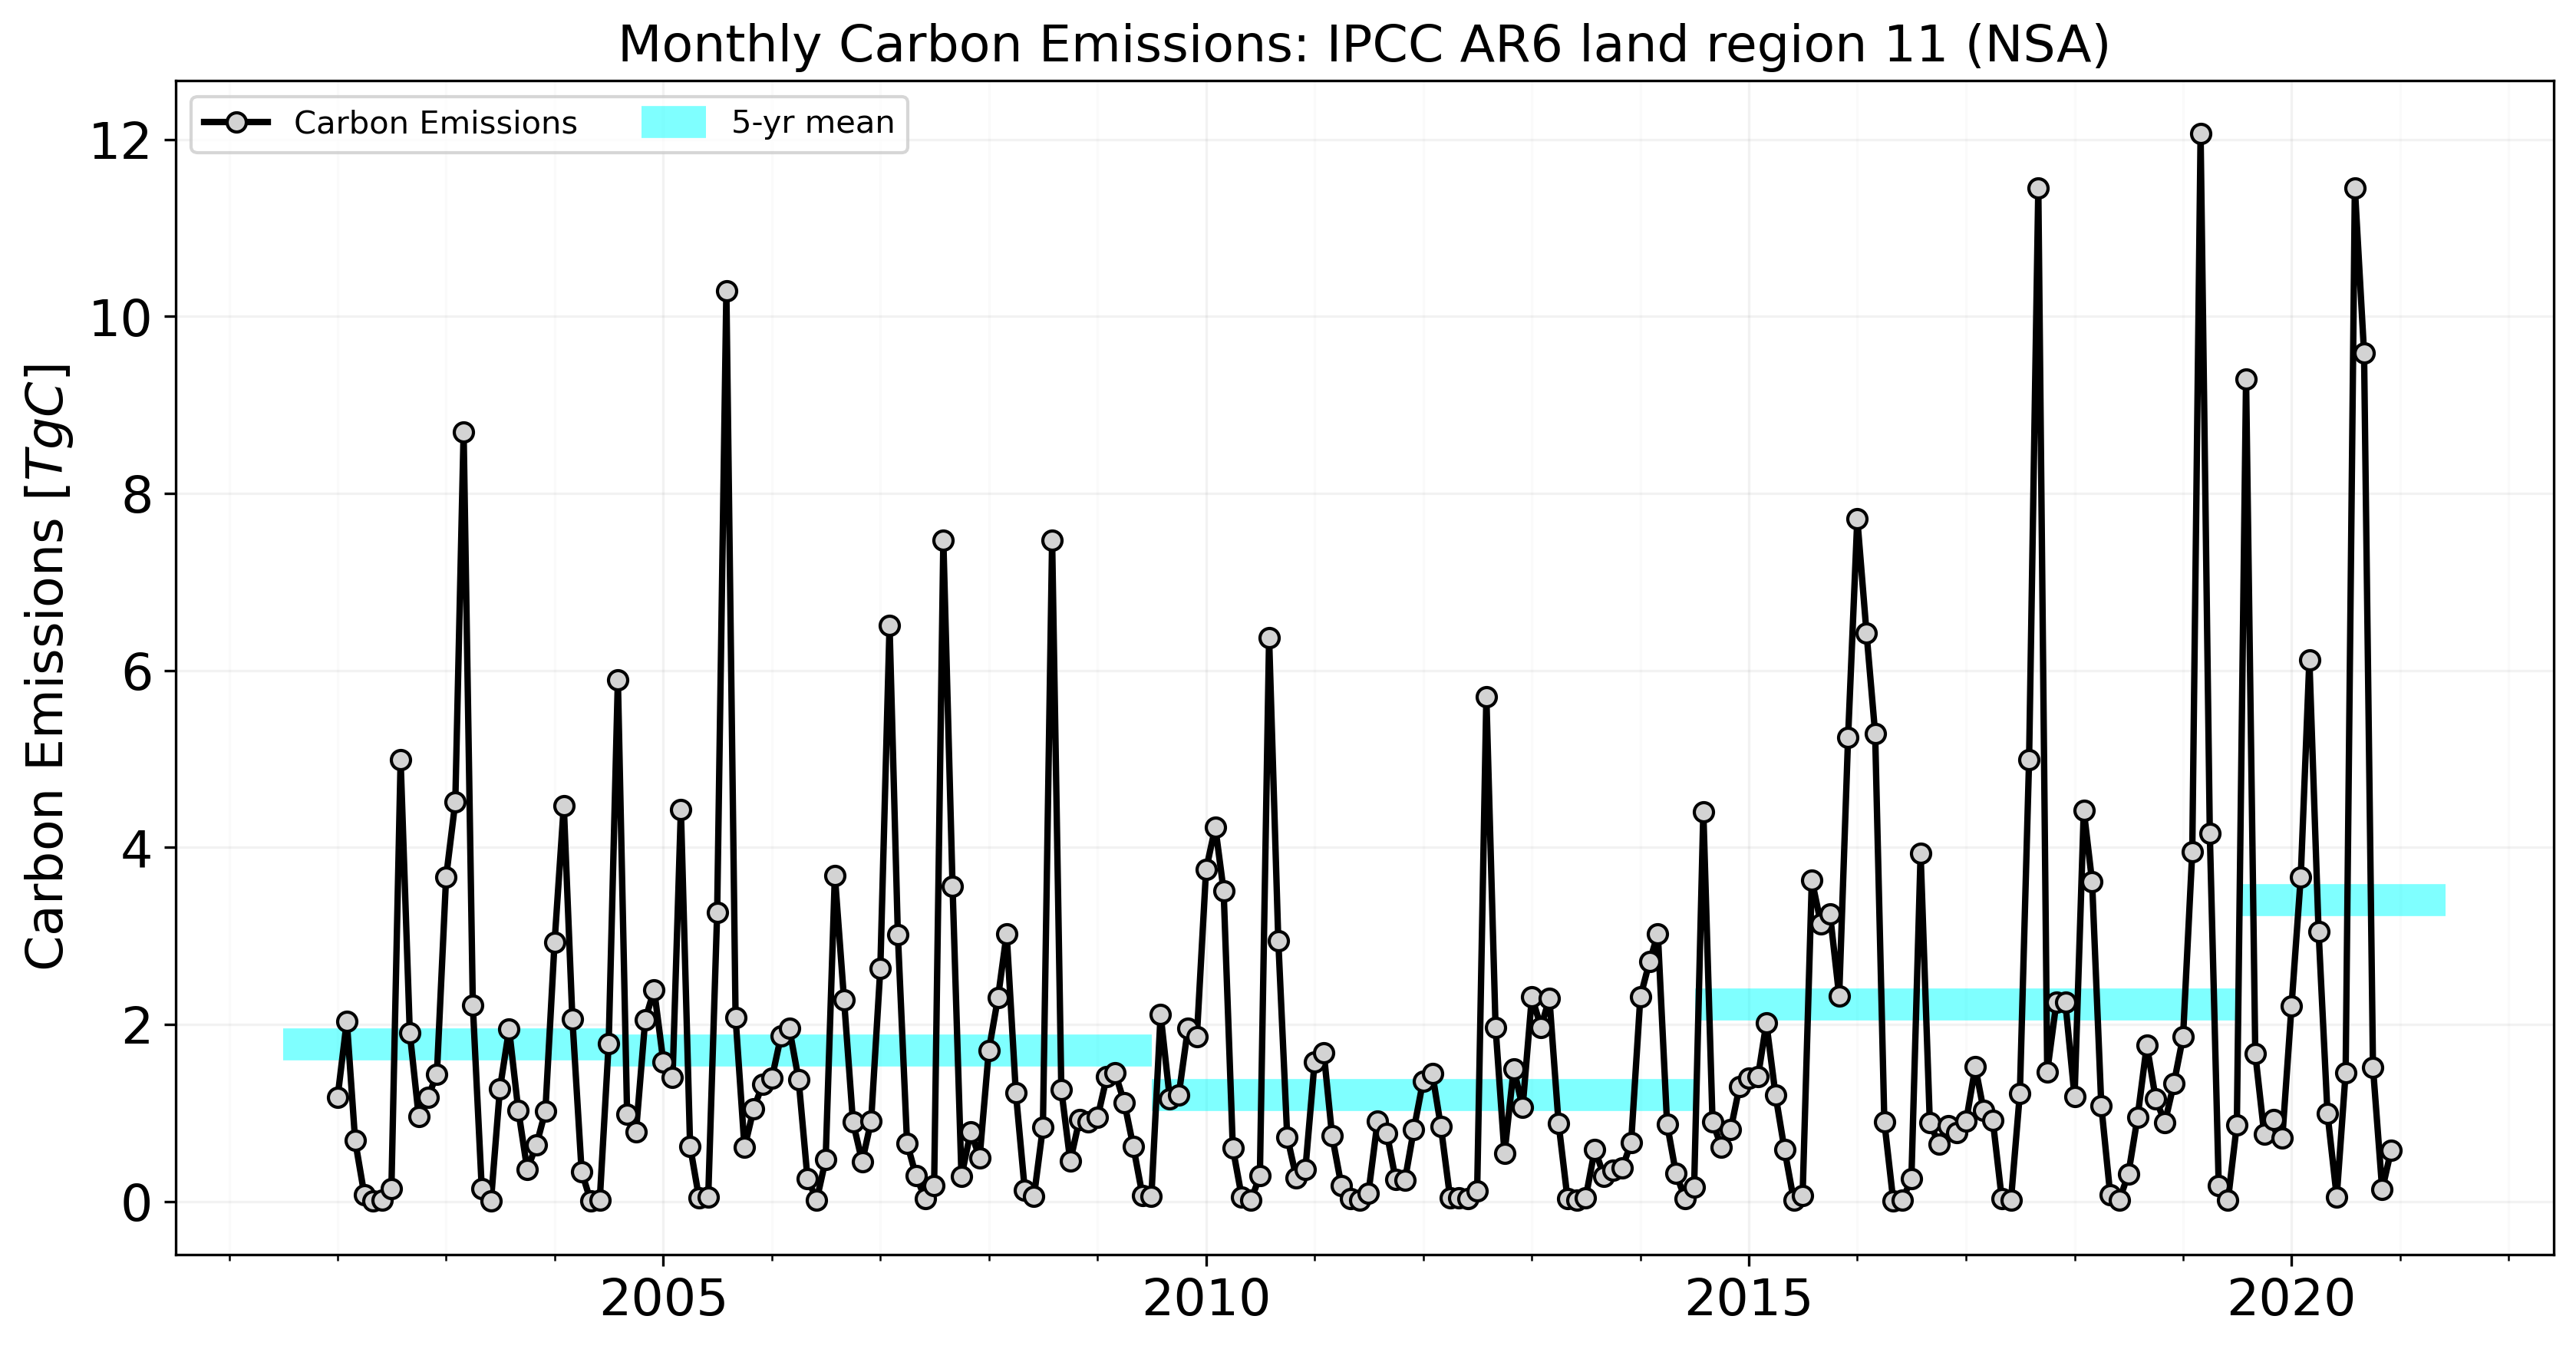 Monthly Carbon Emissions: IPCC AR6 land region 11 (NSA)
Carbon Emissions
5-yr mean
Carbon Emissions [TgC]
12
10
8
6
4
2
0
2005
2010
2015
2020